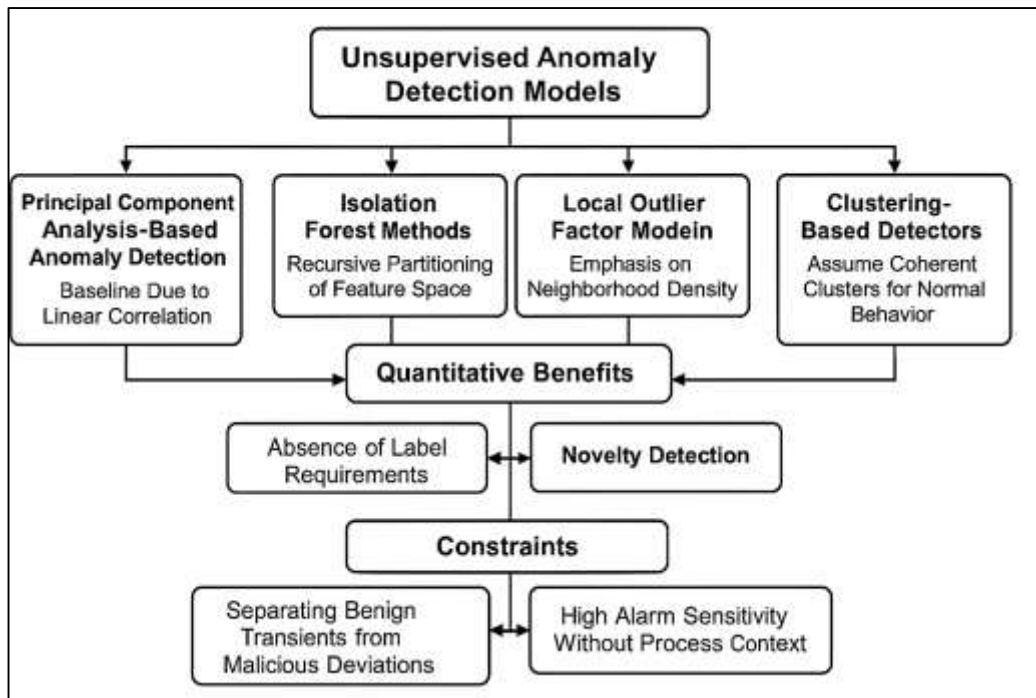 Unsupervised Anomaly
Detection Models
Principal Component
Analysis-Based
Anomaly Detection
Baseline Due to
Linear Correlation
Isolation
Forest Methods
Recursive Partitioning
of Feature Space
Local Outlier
Factor Modein
Emphasis on
Neighborhood Density
Clustering-
Based Detectors
Assume Coherent
Clusters for Normal
Behavior
Quantitative Benefits
Absence of Label
Requirements
Novelty Detection
Constraints
Separating Benign
Transients from
Malicious Deviations
High Alarm Sensitivity
Without Process Context